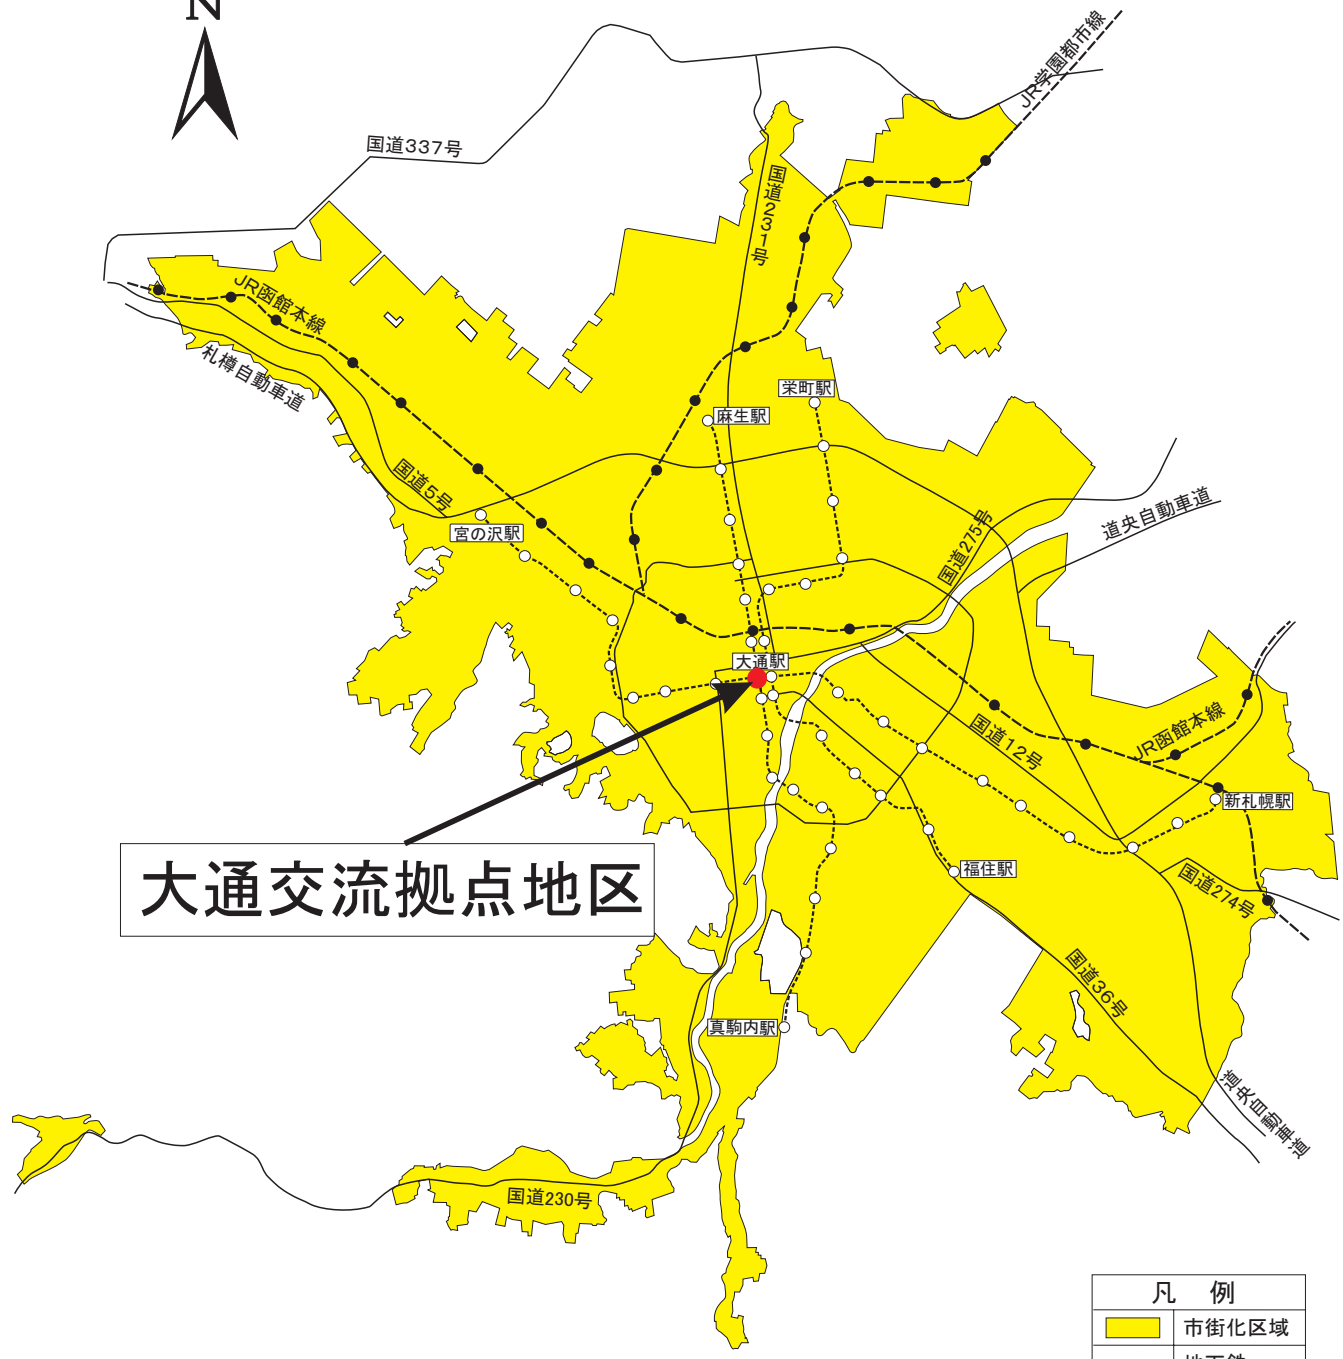 N
JR学園都市線
国道337号
国道231号
JR函館本線
札樽自動車道
栄町駅
麻生駅
国道5号
宮の沢駅
国道275号
道央自動車道
大通駅
国道12号
JR函館本線
新札幌駅
大通交流拠点地区
福住駅
国道274号
国道36号
真駒内駅
道央自動車道
国道230号
凡 例
市街化区域